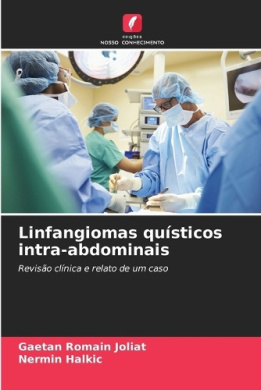 edições
NOSSO CONHECIMENTO
Linfangiomas quísticos
intra-abdominais
Revisão clínica e relato de um caso
Gaetan Romain Joliat
Nermin Halkic